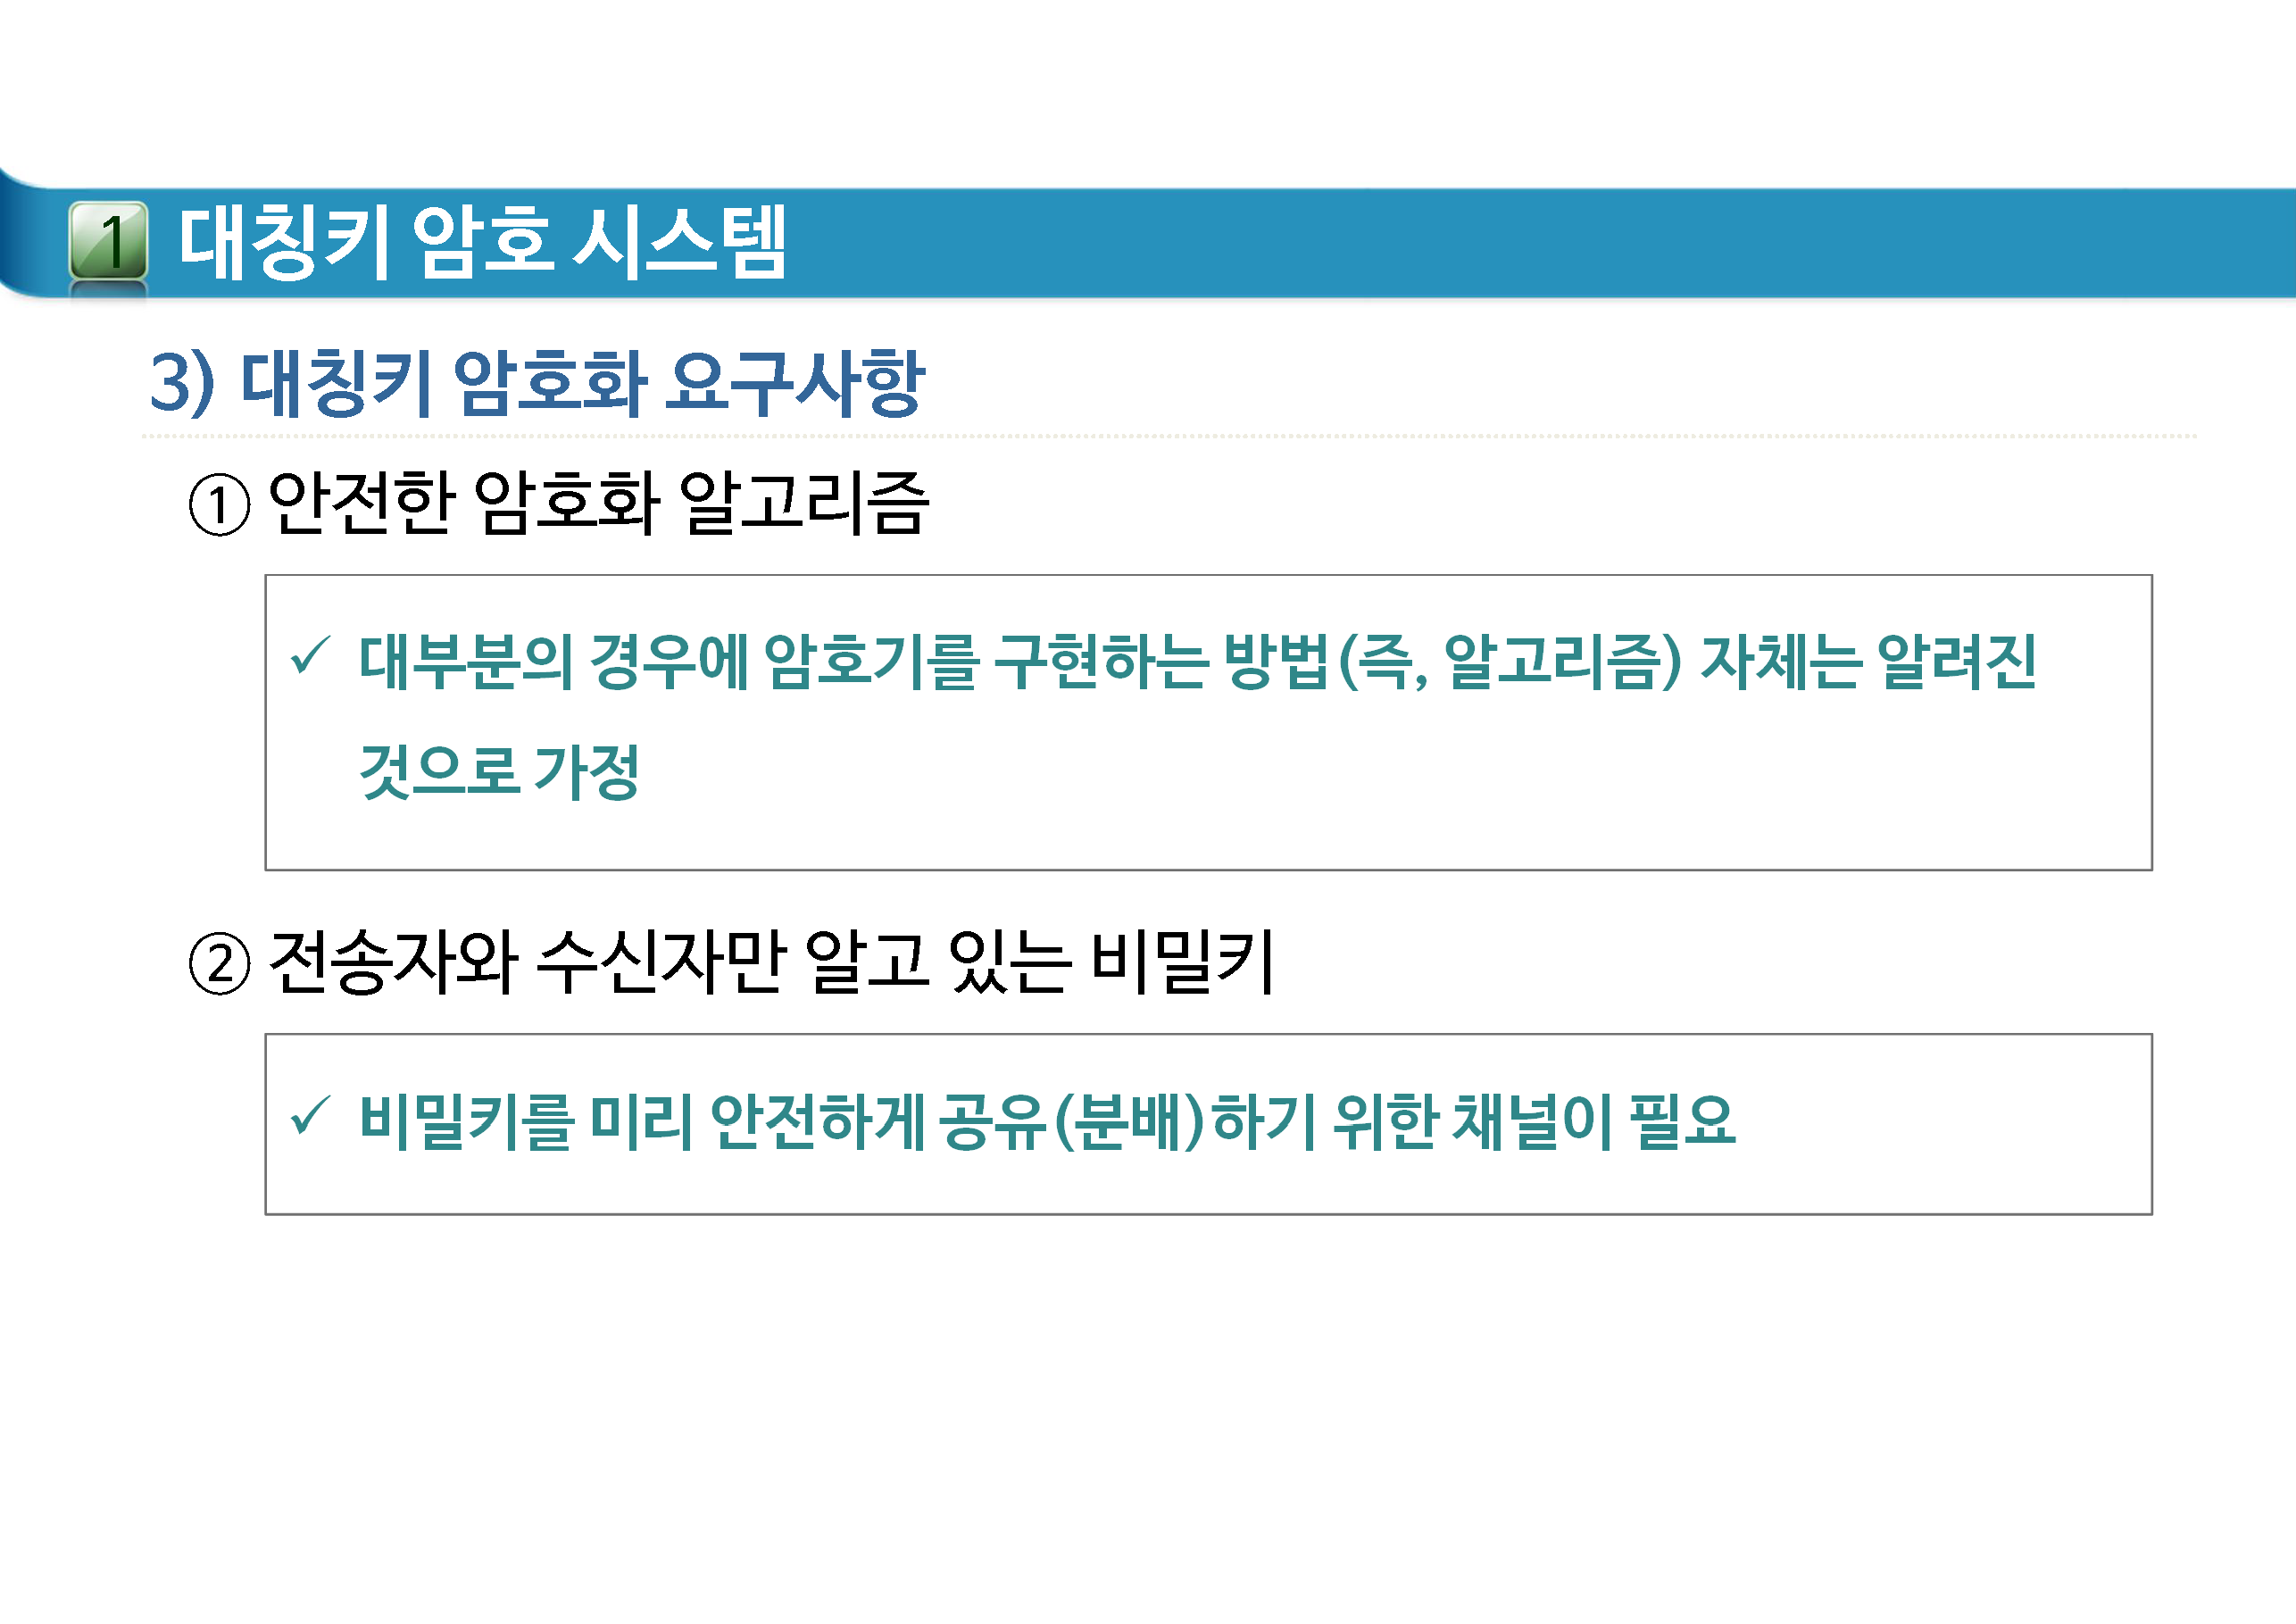 1 대칭키 암호 시스템
3) 대칭키 암호화 요구사항
① 안전한 암호화 알고리즘
✓ 대부분의 경우에 암호기를 구현하는 방법(즉, 알고리즘) 자체는 알려진
것으로 가정
② 전송자와 수신자만 알고 있는 비밀키
✓ 비밀키를 미리 안전하게 공유(분배)하기 위한 채널이 필요